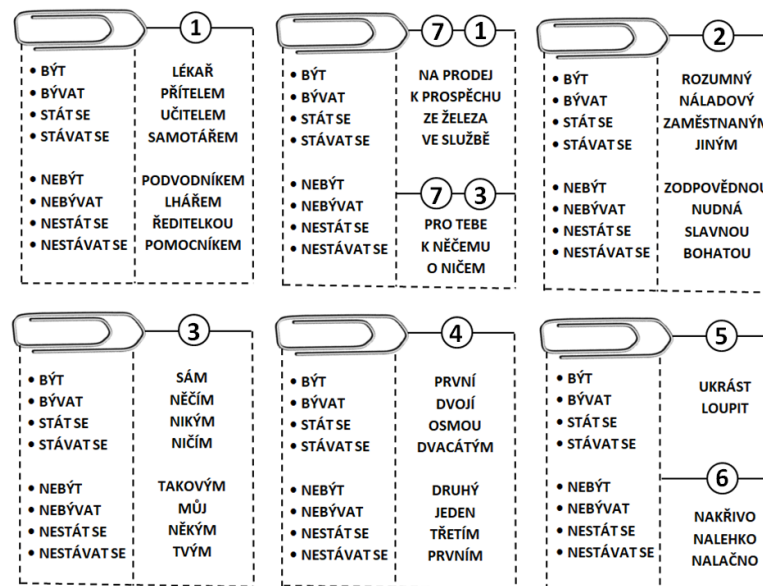 1
• BÝT LÉKAŘ
• BÝVAT PŘÍTELEM
• STÁT SE UČITELEM
• STÁVAT SE SAMOTÁŘEM
• NEBÝT PODVODNÍKEM
• NEBÝVAT LHÁŘEM
• NESTÁT SE ŘEDITELKOU
• NESTÁVAT SE POMOCNÍKEM
7 1
• BÝT NA PRODEJ
• BÝVAT K PROSPĚCHU
• STÁT SE ZE ŽELEZA
• STÁVAT SE VE SLUŽBĚ
• NEBÝT
7 3
• NEBÝVAT PRO TEBE
• NESTÁT SE K NĚČEMU
• NESTÁVAT SE O NIČEM
2
• BÝT ROZUMNÝ
• BÝVAT NÁLADOVÝ
• STÁT SE ZAMĚSTNANÝM
• STÁVAT SE JINÝM
• NEBÝT ZODPOVĚDNOU
• NEBÝVAT NUDNÁ
• NESTÁT SE SLAVNOU
• NESTÁVAT SE BOHATOU
3
• BÝT SÁM
• BÝVAT NĚČÍM
• STÁT SE NIKÝM
• STÁVAT SE NIČÍM
• NEBÝT TAKOVÝM
• NEBÝVAT MŮJ
• NESTÁT SE NĚKÝM
• NESTÁVAT SE TVÝM
4
• BÝT PRVNÍ
• BÝVAT DVOJÍ
• STÁT SE OSMOU
• STÁVAT SE DVACÁTÝM
• NEBÝT DRUHÝ
• NEBÝVAT JEDEN
• NESTÁT SE TŘETÍM
• NESTÁVAT SE PRVNÍM
5
• BÝT UKRÁST
• BÝVAT LOUPIT
• STÁT SE
• STÁVAT SE
6
• NEBÝT
• NEBÝVAT NAKŘIVO
• NESTÁT SE NALEHKO
• NESTÁVAT SE NALAČNO